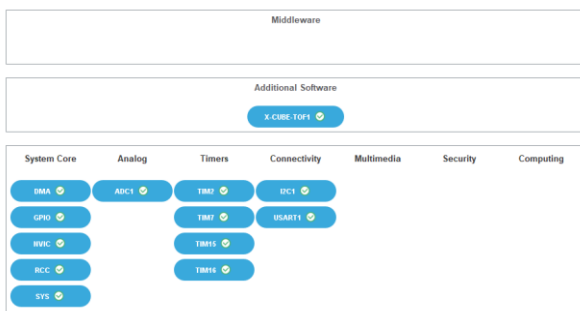 Middleware
Additional Software
X-CUBE-TOF1
System Core Analog Timers Connectivity Multimedia Security Computing
DMA ADC1 TIM2 I2C1
GPIO TIM7 USART1
NVIC TIM15
RCC TIM16
SYS